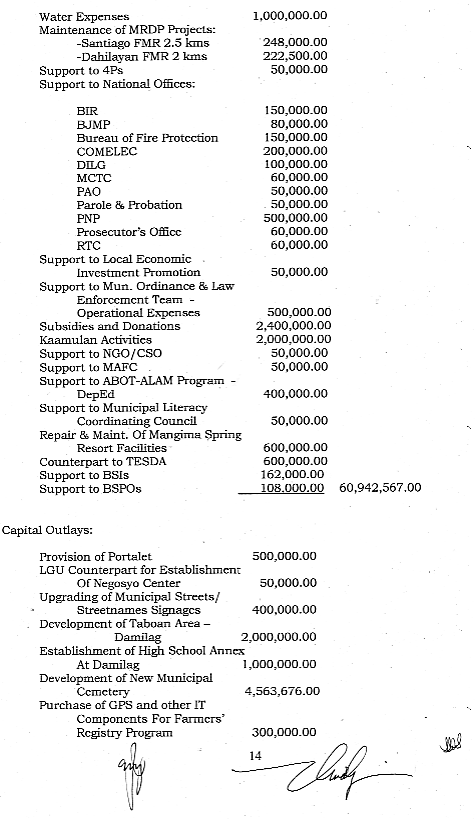 Water Expenses 1,000,000.00
Maintenance of MRDP Projects:
-Santiago FMR 2.5 kms 248,000.00
-Dahilayan FMR 2 kms 222,500.00
Support to 4Ps 50,000.00
Support to National Offices:
BIR 150,000.00
BJMP 80,000.00
Bureau of Fire Protection 150,000.00
COMELEC 200,000.00
DILG 100,000.00
MCTC 60,000.00
PAO 50,000.00
Parole & Probation 50,000.00
PNP 500,000.00
Prosecutor's Office 60,000.00
RTC 60,000.00
Support to Local Economic
Investment Promotion 50,000.00
Support to Mun. Ordinance & Law
Enforcement Team -
Operational Expenses 500,000.00
Subsidies and Donations 2,400,000.00
Kaamulan Activities 2,000,000.00
Support to NGO/CSO 50,000.00
Support to MAFC 50,000.00
Support to ABOT-ALAM Program -
DepEd 400,000.00
Support to Municipal Literacy
Coordinating Council 50,000.00
Repair & Maint. Of Mangima Spring
Resort Facilities 600,000.00
Counterpart to TESDA 600,000.00
Support to BSIs 162,000.00
Support to BSPOs 108,000.00 60,942,567.00
Capital Outlays:
Provision of Portalet 500,000.00
LGU Counterpart for Establishment
Of Negosyo Center 50,000.00
Upgrading of Municipal Streets/
Streetnames Signages 400,000.00
Development of Taboan Area –
Damilag 2,000,000.00
Establishment of High School Annex
At Damilag 1,000,000.00
Development of New Municipal
Cemetery 4,563,676.00
Purchase of GPS and other IT
Components For Farmers'
Registry Program 300,000.00
14